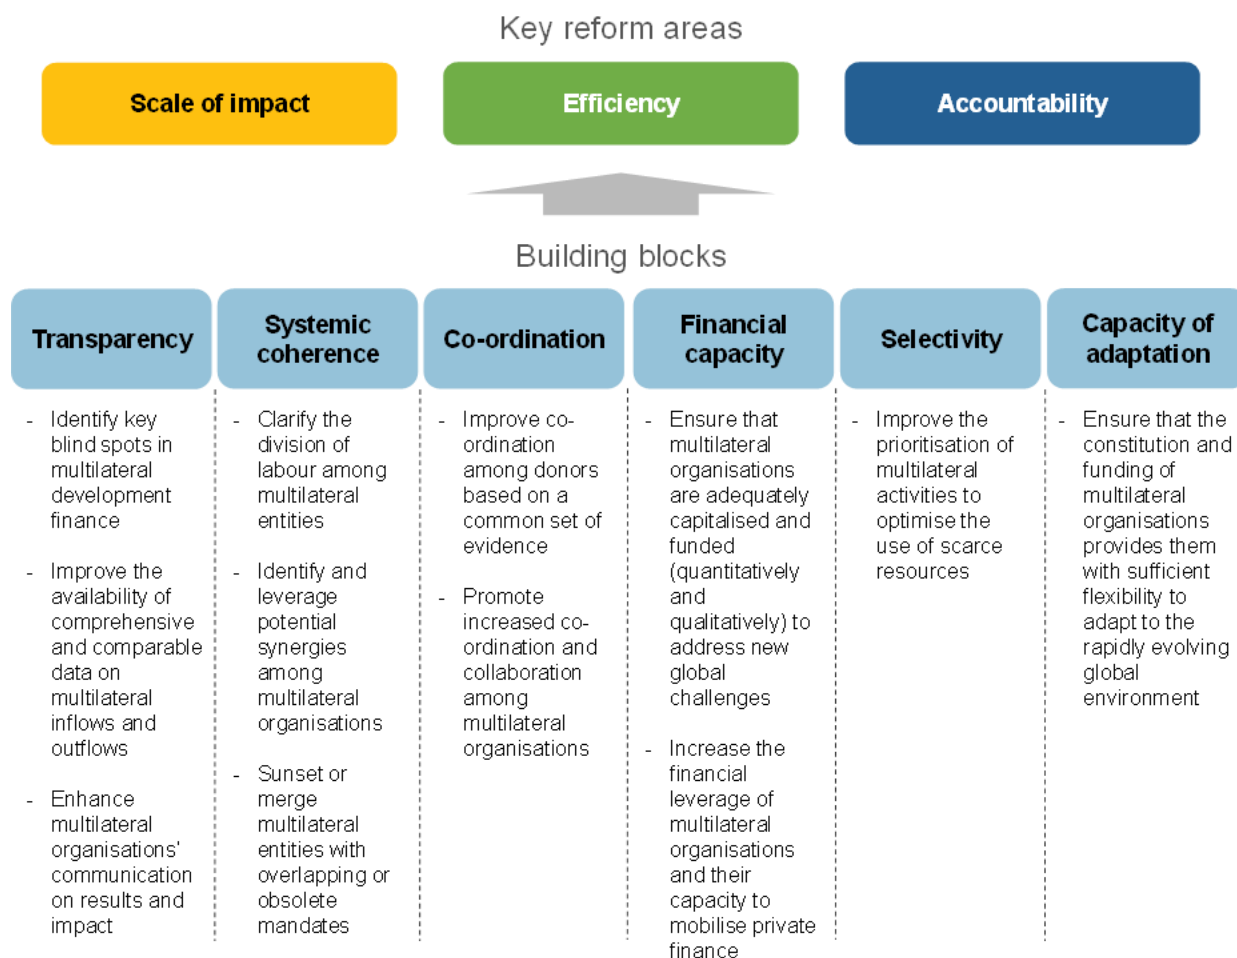 Key reform areas
Scale of impact
Efficiency
Accountability
Building blocks
Transparency
- Identify key
blind spots in
multilateral
development
finance
- Improve the
availability of
comprehensive
and comparable
data on
multilateral
inflows and
outflows
- Enhance
multilateral
organisations'
communication
on results and
impact
Systemic
coherence
- Clarify the
division of
labour among
multilateral
entities
- Identify and
leverage
potential
synergies
among
multilateral
organisations
- Sunset or
merge
multilateral
entities with
overlapping or
obsolete
mandates
Co-ordination
- Improve co-
ordination
among donors
based on a
common set of
evidence
- Promote
increased co-
ordination and
collaboration
among
multilateral
organisations
Financial
capacity
- Ensure that
multilateral
organisations
are adequately
capitalised and
funded
(quantitatively
and
qualitatively) to
address new
global
challenges
- Increase the
financial
leverage of
multilateral
organisations
and their
capacity to
mobilise private
finance
Selectivity
- Improve the
prioritisation of
multilateral
activities to
optimise the
use of scarce
resources
Capacity of
adaptation
- Ensure that the
constitution and
funding of
multilateral
organisations
provides them
with sufficient
flexibility to
adapt to the
rapidly evolving
global
environment